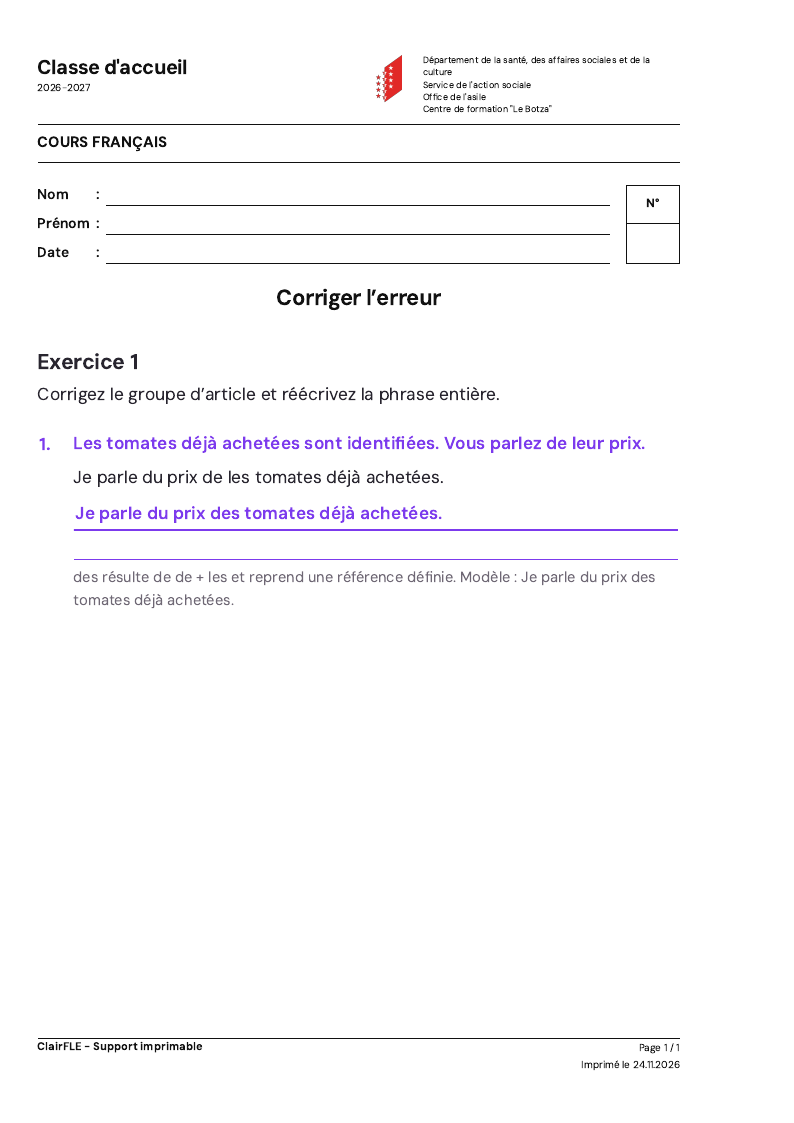 Classe d'accueil
2026-2027
Département de la santé, des affaires sociales et de la
culture
Service de l'action sociale
Office de l'asile
Centre de formation "Le Botza"
COURS FRANÇAIS
Nom :
Prénom :
Date :
N°
Corriger l’erreur
Exercice 1
Corrigez le groupe d’article et réécrivez la phrase entière.
1. Les tomates déjà achetées sont identifiées. Vous parlez de leur prix.
Je parle du prix de les tomates déjà achetées.
Je parle du prix des tomates déjà achetées.
des résulte de de + les et reprend une référence définie. Modèle : Je parle du prix des
tomates déjà achetées.
ClairFLE - Support imprimable
Page 1 / 1
Imprimé le 24.11.2026